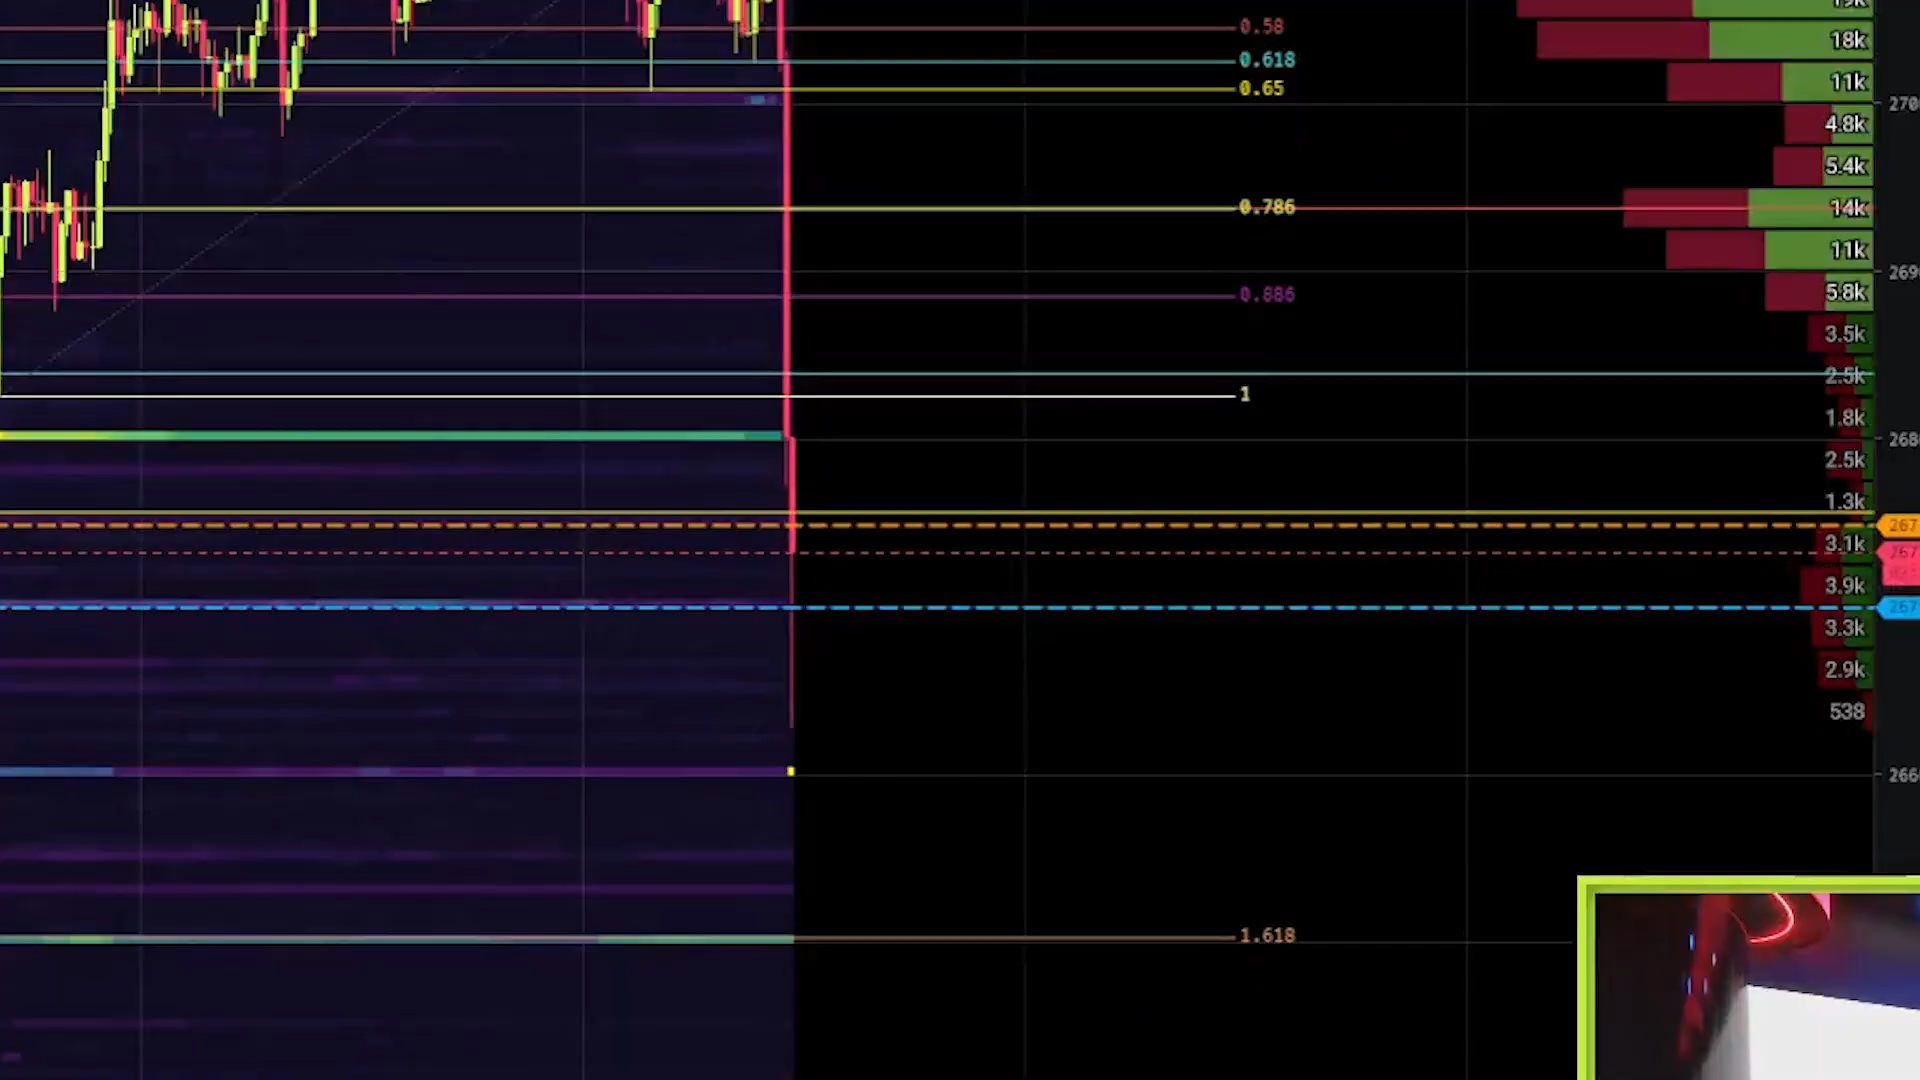 0.58
18k
0.618
11k
0.65
270
4.8k
5.4k
0.786
14k
11k
269
0.886
5.8k
3.5k
2.5k
1
1.8k
268
2.5k
1.3k
267
3.1k
267
3.9k
267
3.3k
2.9k
538
266
1.618